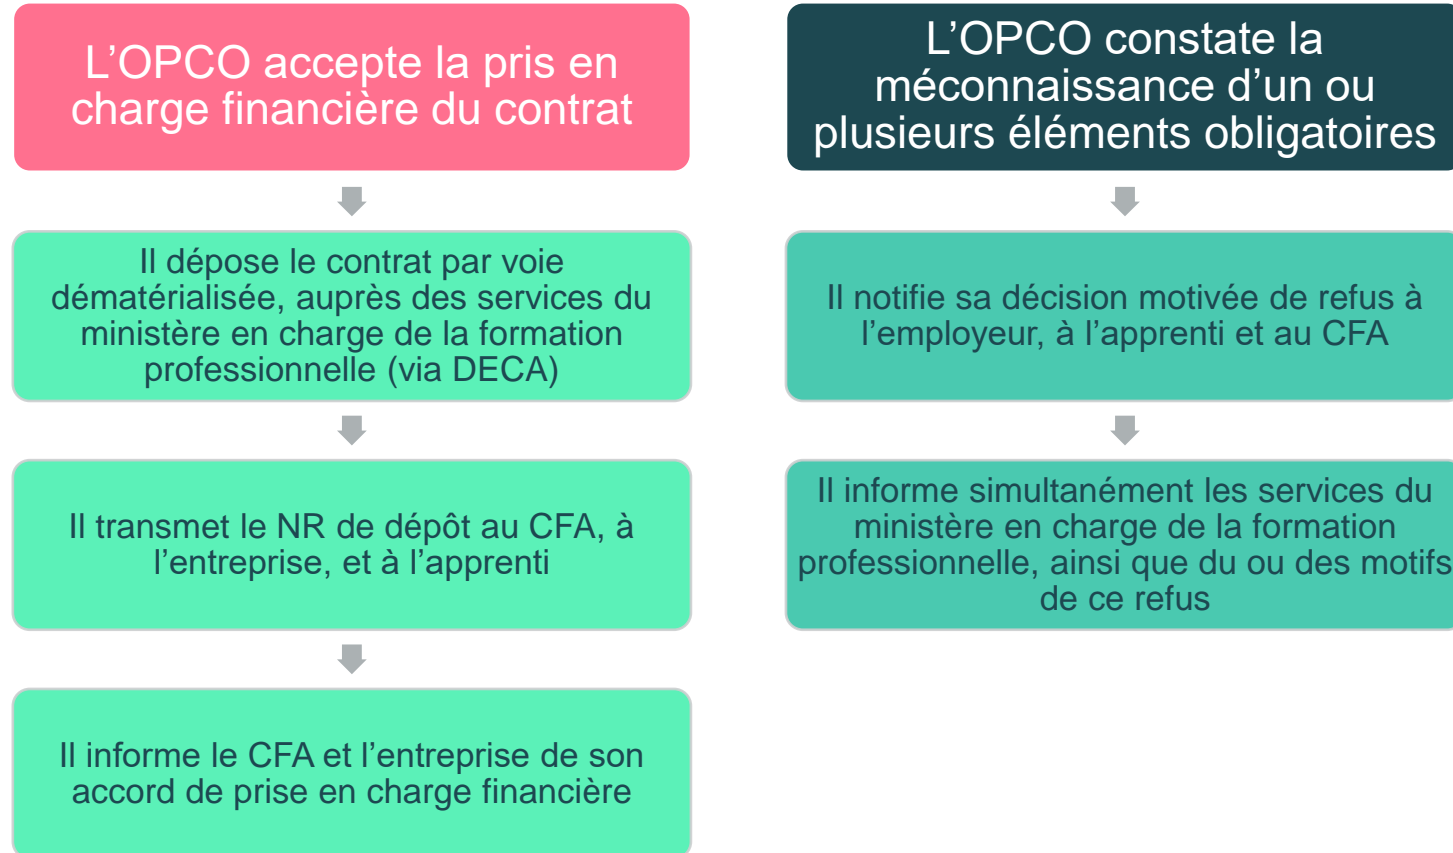 L’OPCO accepte la pris en
charge financière du contrat
Il dépose le contrat par voie
dématérialisée, auprès des services du
ministère en charge de la formation
professionnelle (via DECA)
Il transmet le NR de dépôt au CFA, à
l’entreprise, et à l’apprenti
Il informe le CFA et l’entreprise de son
accord de prise en charge financière
L’OPCO constate la
méconnaissance d’un ou
plusieurs éléments obligatoires
Il notifie sa décision motivée de refus à
l’employeur, à l’apprenti et au CFA
Il informe simultanément les services du
ministère en charge de la formation
professionnelle, ainsi que du ou des motifs
de ce refus